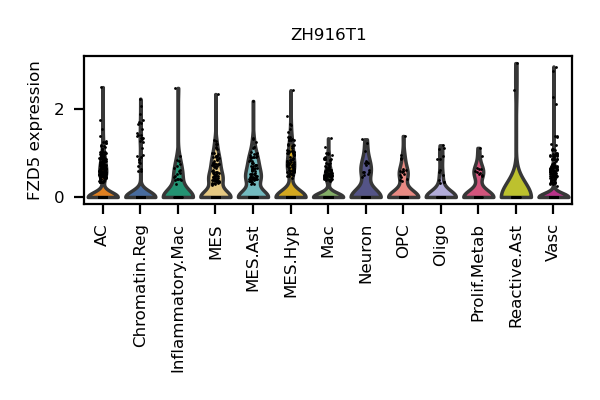 ZH916T1
FZD5 expression
2
0
AC
Chromatin.Reg
Inflammatory.Mac
MES
MES.Ast
MES.Hyp
Mac
Neuron
OPC
Oligo
Prolif.Metab
Reactive.Ast
Vasc